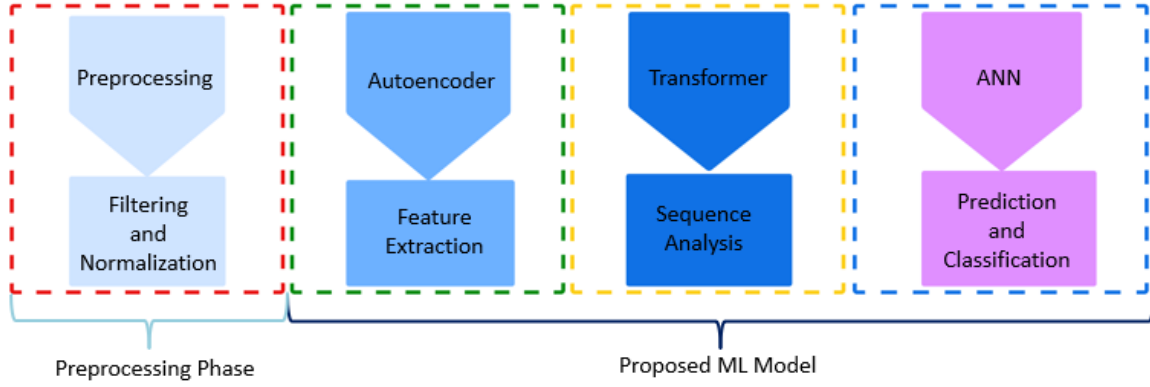 Preprocessing
Autoencoder
Transformer
ANN
Filtering
and
Normalization
Feature
Extraction
Sequence
Analysis
Prediction
and
Classification
Preprocessing Phase
Proposed ML Model